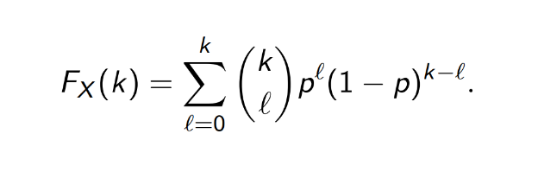 F_X(k) = \sum_{\ell=0}^{k} \binom{k}{\ell} p^{\ell}(1 − p)^{k−\ell}.